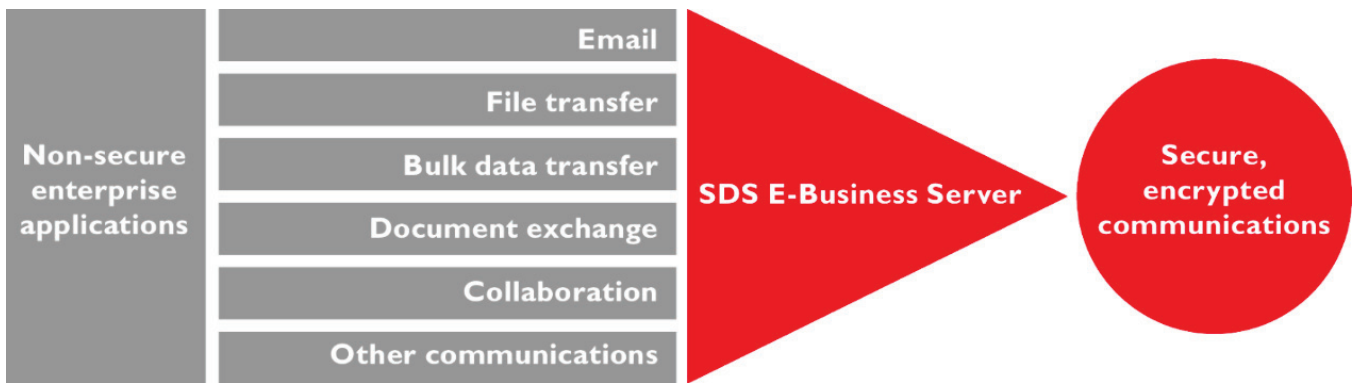 Non-secure
enterprise
applications
Email
File transfer
Bulk data transfer
Document exchange
Collaboration
Other communications
SDS E-Business Server
Secure,
encrypted
communications